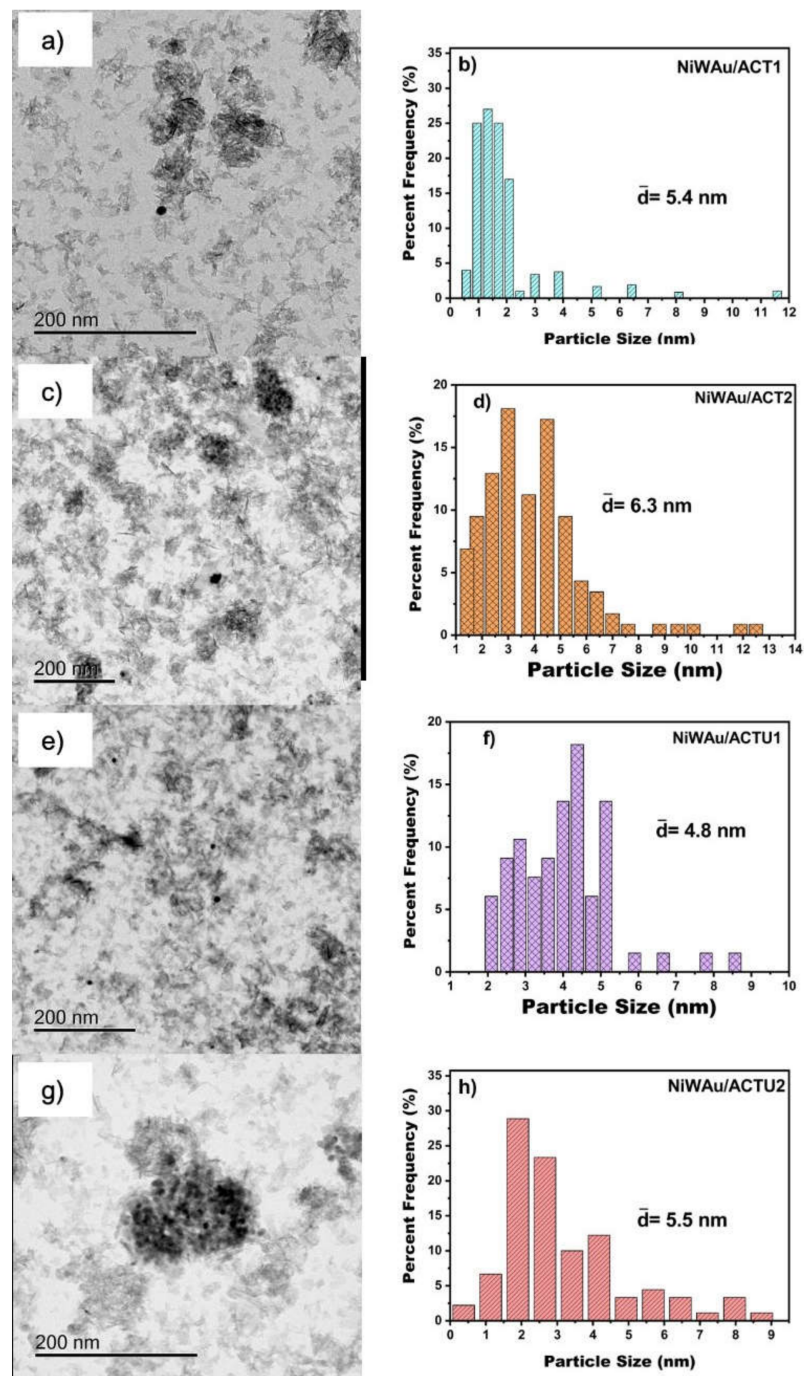 a)
200 nm
b)
NiWAu/ACT1
d̄= 5.4 nm
Percent Frequency (%)
35
30
25
20
15
10
5
0
0 1 2 3 4 5 6 7 8 9 10 11 12
Particle Size (nm)
c)
200 nm
d)
NiWAu/ACT2
d̄= 6.3 nm
Percent Frequency (%)
20
15
10
5
0
1 2 3 4 5 6 7 8 9 10 11 12 13 14
Particle Size (nm)
e)
200 nm
f)
NiWAu/ACTU1
d̄= 4.8 nm
Percent Frequency (%)
20
15
10
5
0
1 2 3 4 5 6 7 8 9 10
Particle Size (nm)
g)
200 nm
h)
NiWAu/ACTU2
d̄= 5.5 nm
Percent Frequency (%)
35
30
25
20
15
10
5
0
0 1 2 3 4 5 6 7 8 9
Particle Size (nm)